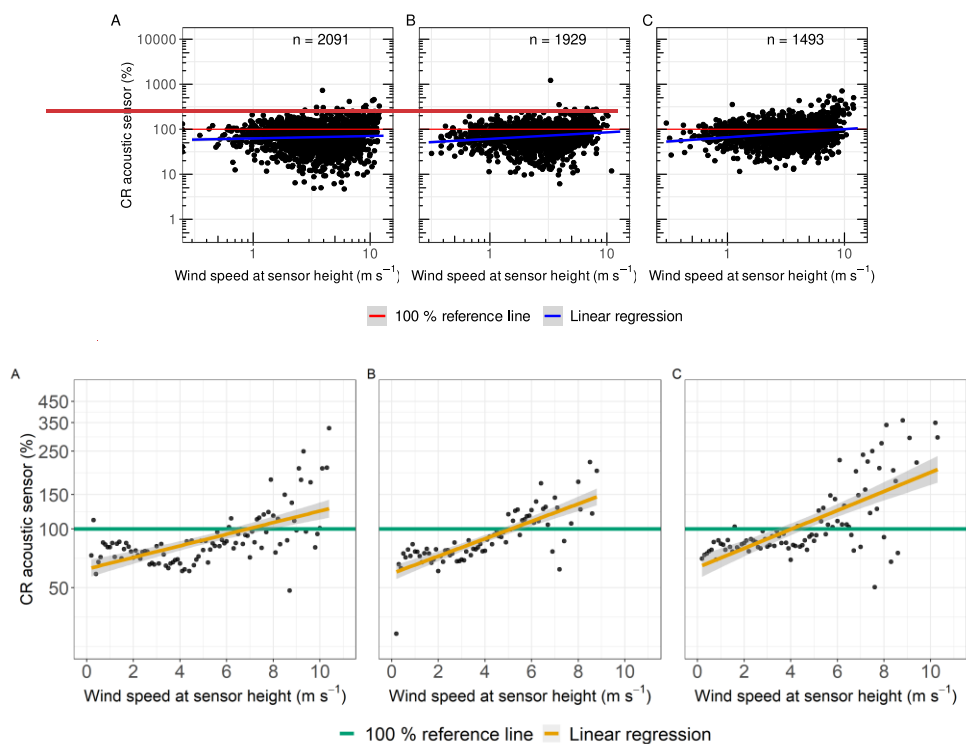 A B C
n = 2091 n = 1929 n = 1493
10000
1000
100
10
1
CR acoustic sensor (%)
1 10 1 10 1 10
Wind speed at sensor height (m s⁻¹) Wind speed at sensor height (m s⁻¹) Wind speed at sensor height (m s⁻¹)
100 % reference line Linear regression
A B C
450
350
250
150
100
50
CR acoustic sensor (%)
0 2 4 6 8 10 0 2 4 6 8 10 0 2 4 6 8 10
Wind speed at sensor height (m s⁻¹) Wind speed at sensor height (m s⁻¹) Wind speed at sensor height (m s⁻¹)
100 % reference line Linear regression